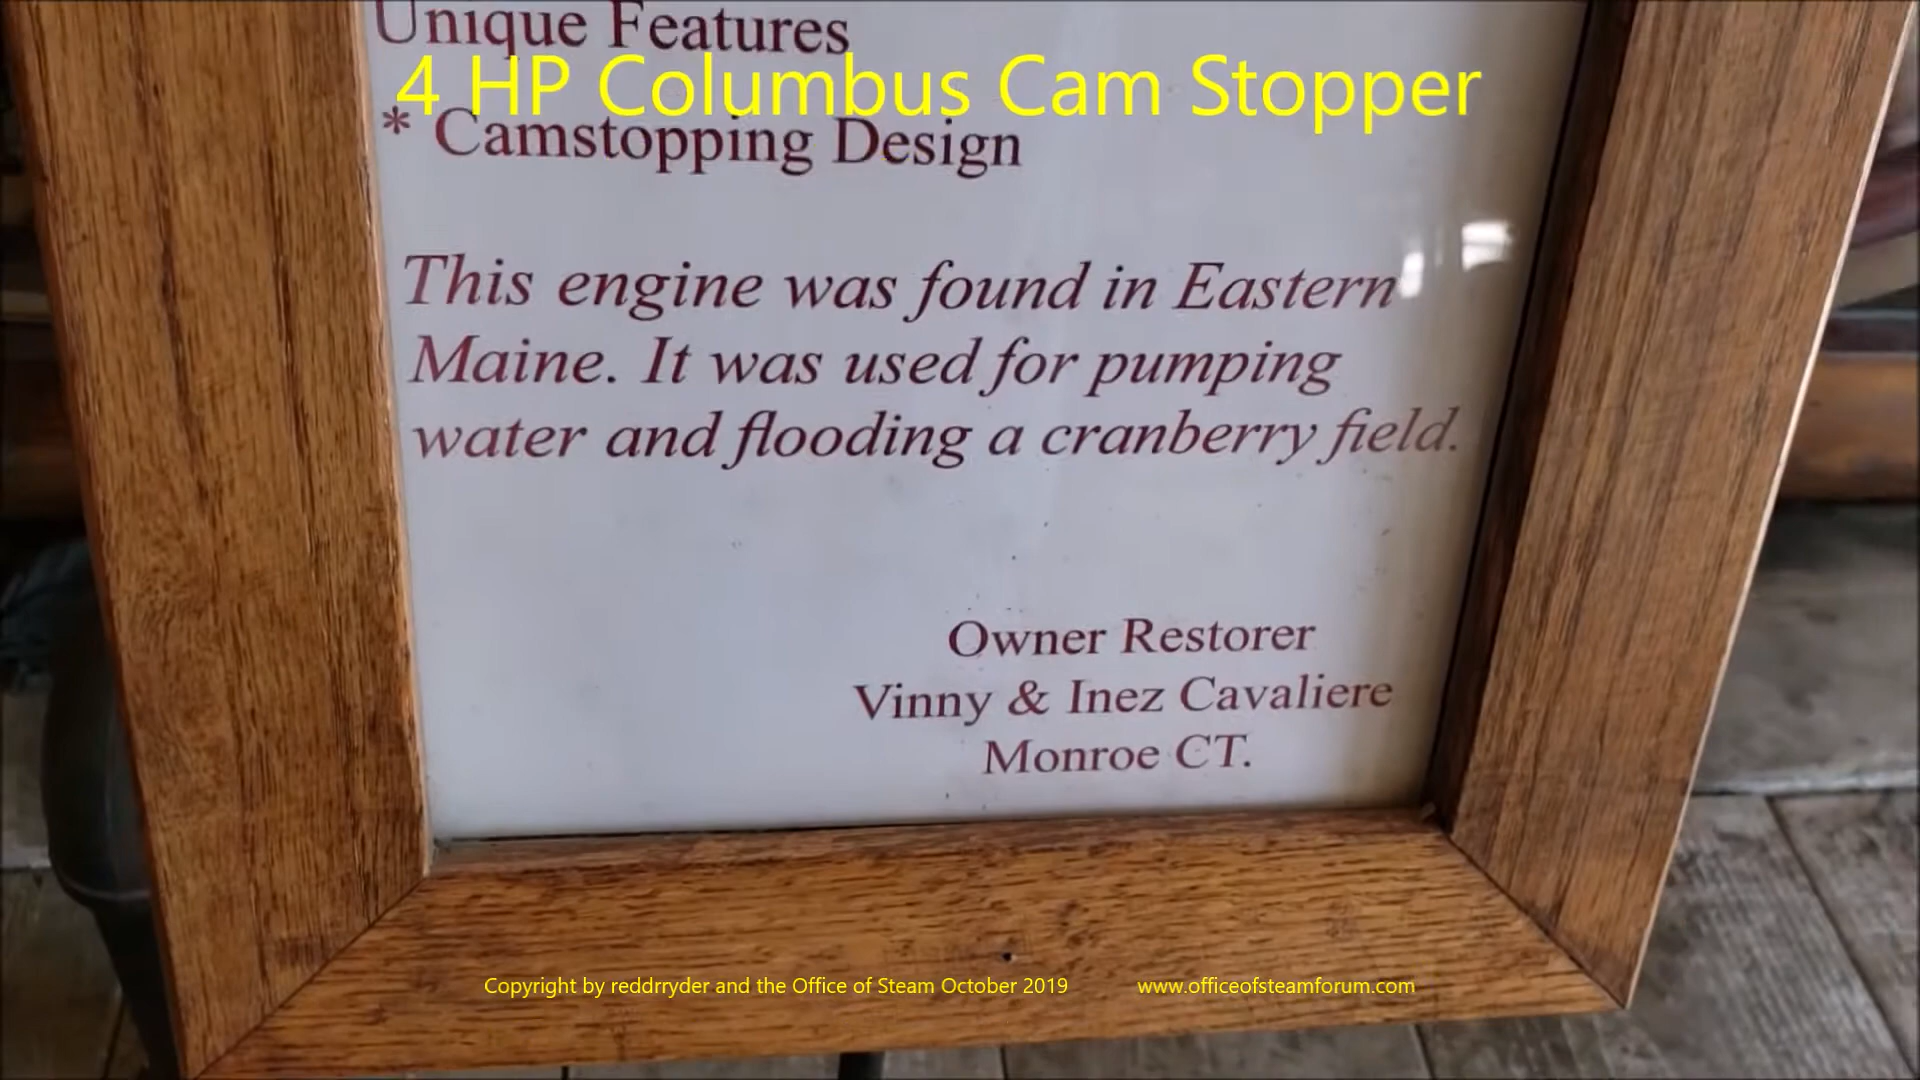 Unique Features
4 HP Columbus Cam Stopper
* Camstopping Design
This engine was found in Eastern
Maine. It was used for pumping
water and flooding a cranberry field.
Owner Restorer
Vinny & Inez Cavaliere
Monroe CT.
Copyright by reddrryder and the Office of Steam October 2019 www.officeofsteamforum.com